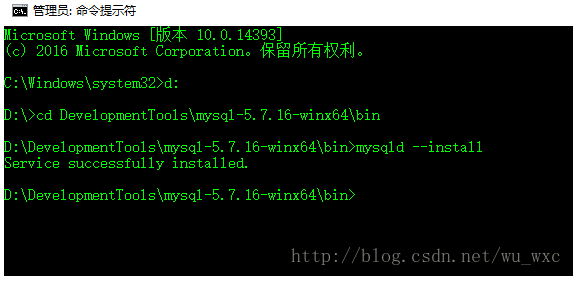 管理员: 命令提示符
Microsoft Windows [版本 10.0.14393]
(c) 2016 Microsoft Corporation。保留所有权利。
C:\Windows\system32>d:
D:\>cd DevelopmentTools\mysql-5.7.16-winx64\bin
D:\DevelopmentTools\mysql-5.7.16-winx64\bin>mysqld --install
Service successfully installed.
D:\DevelopmentTools\mysql-5.7.16-winx64\bin>
http://blog.csdn.net/wu_wxc